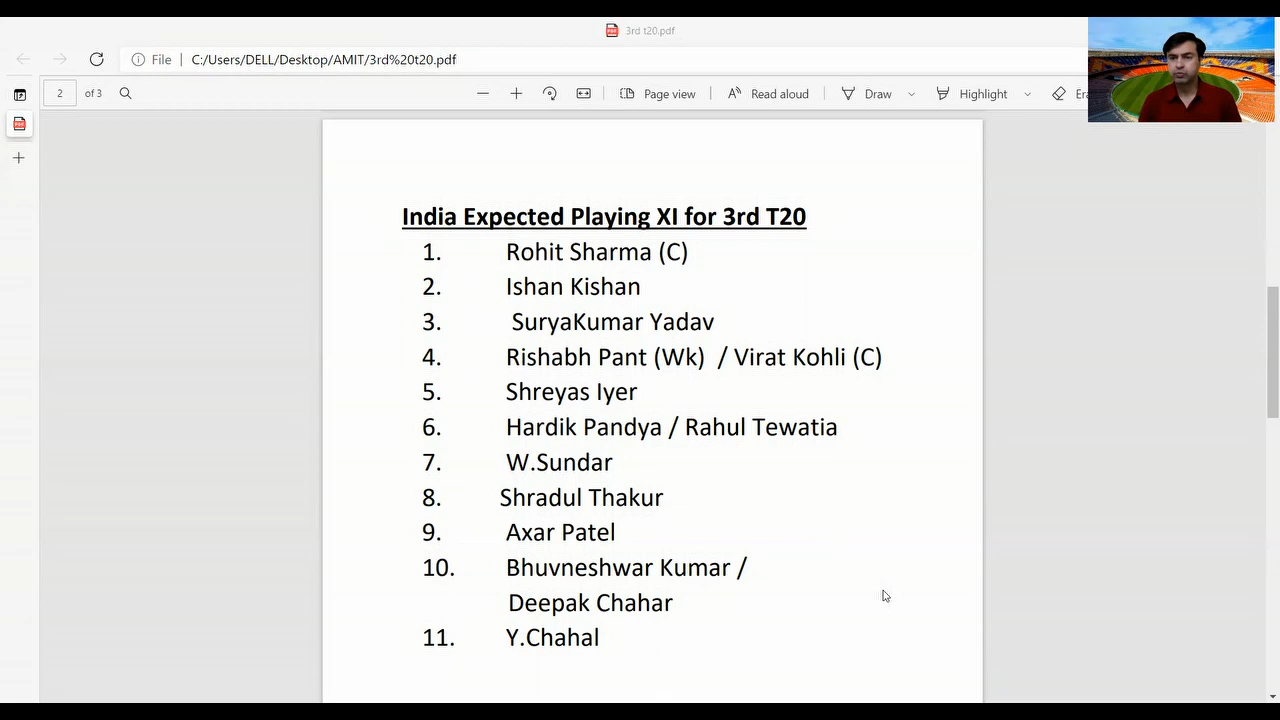 3rd t20.pdf
File
C:/Users/DELL/Desktop/AMIT/3rd%20t20.pdf
2 of 3
Page view
Read aloud
Draw
Highlight
India Expected Playing XI for 3rd T20
1. Rohit Sharma (C)
2. Ishan Kishan
3. SuryaKumar Yadav
4. Rishabh Pant (Wk) / Virat Kohli (C)
5. Shreyas Iyer
6. Hardik Pandya / Rahul Tewatia
7. W.Sundar
8. Shradul Thakur
9. Axar Patel
10. Bhuvneshwar Kumar /
Deepak Chahar
11. Y.Chahal